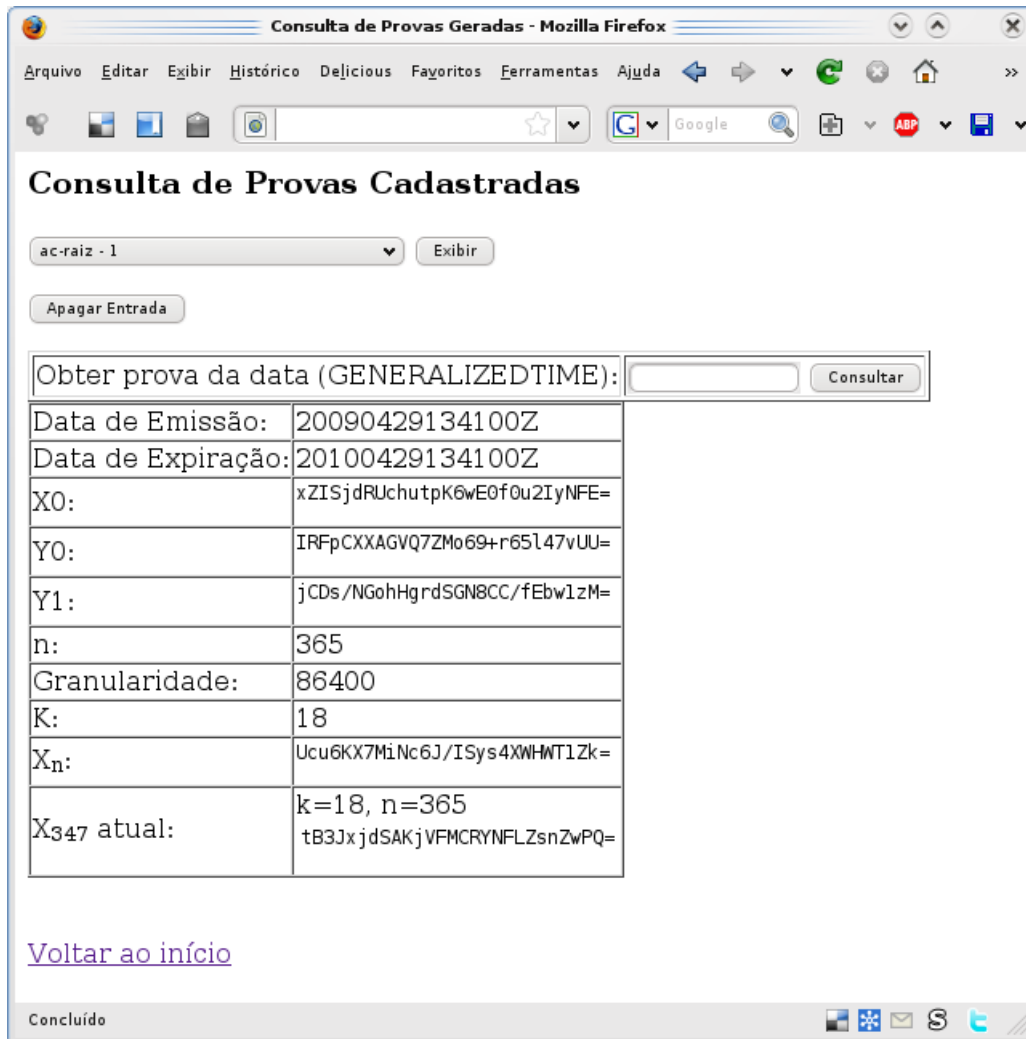 Consulta de Provas Geradas - Mozilla Firefox
Arquivo Editar Exibir Histórico Delicious Favoritos Ferramentas Ajuda »
G Google ABP
Consulta de Provas Cadastradas
ac-raiz - 1 Exibir
Apagar Entrada
Obter prova da data (GENERALIZEDTIME): Consultar
Data de Emissão: 20090429134100Z
Data de Expiração: 20100429134100Z
X0: xZISjdRUchutpK6wE0f0u2IyNFE=
Y0: IRFpCXXAGVQ7ZMo69+r65l47vUU=
Y1: jCDs/NGohHgrdSGN8CC/fEbwlzM=
n: 365
Granularidade: 86400
K: 18
Xn: Ucu6KX7MiNc6J/ISys4XWHWTlZk=
k=18, n=365
X347 atual: tB3JxjdSAKjVFMCRYNFLZsnZwPQ=
Voltar ao início
Concluído S t